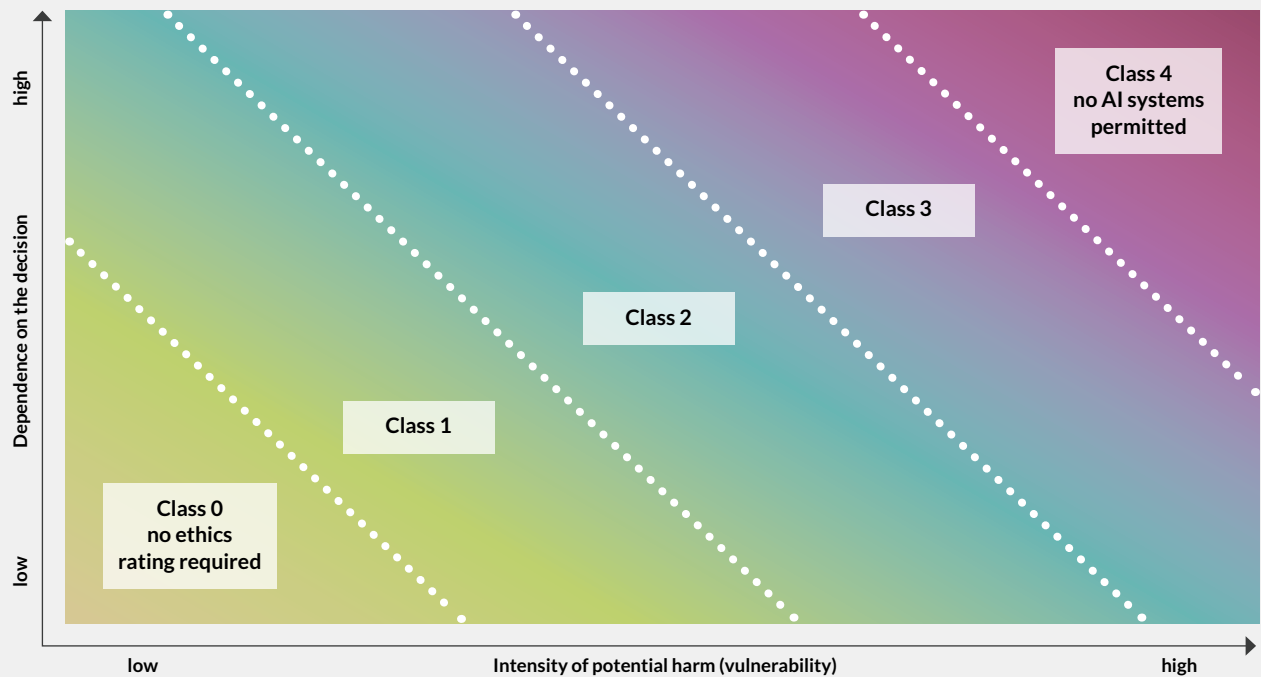 high
Dependence on the decision
low
Class 4
no AI systems
permitted
Class 3
Class 2
Class 1
Class 0
no ethics
rating required
low
Intensity of potential harm (vulnerability)
high